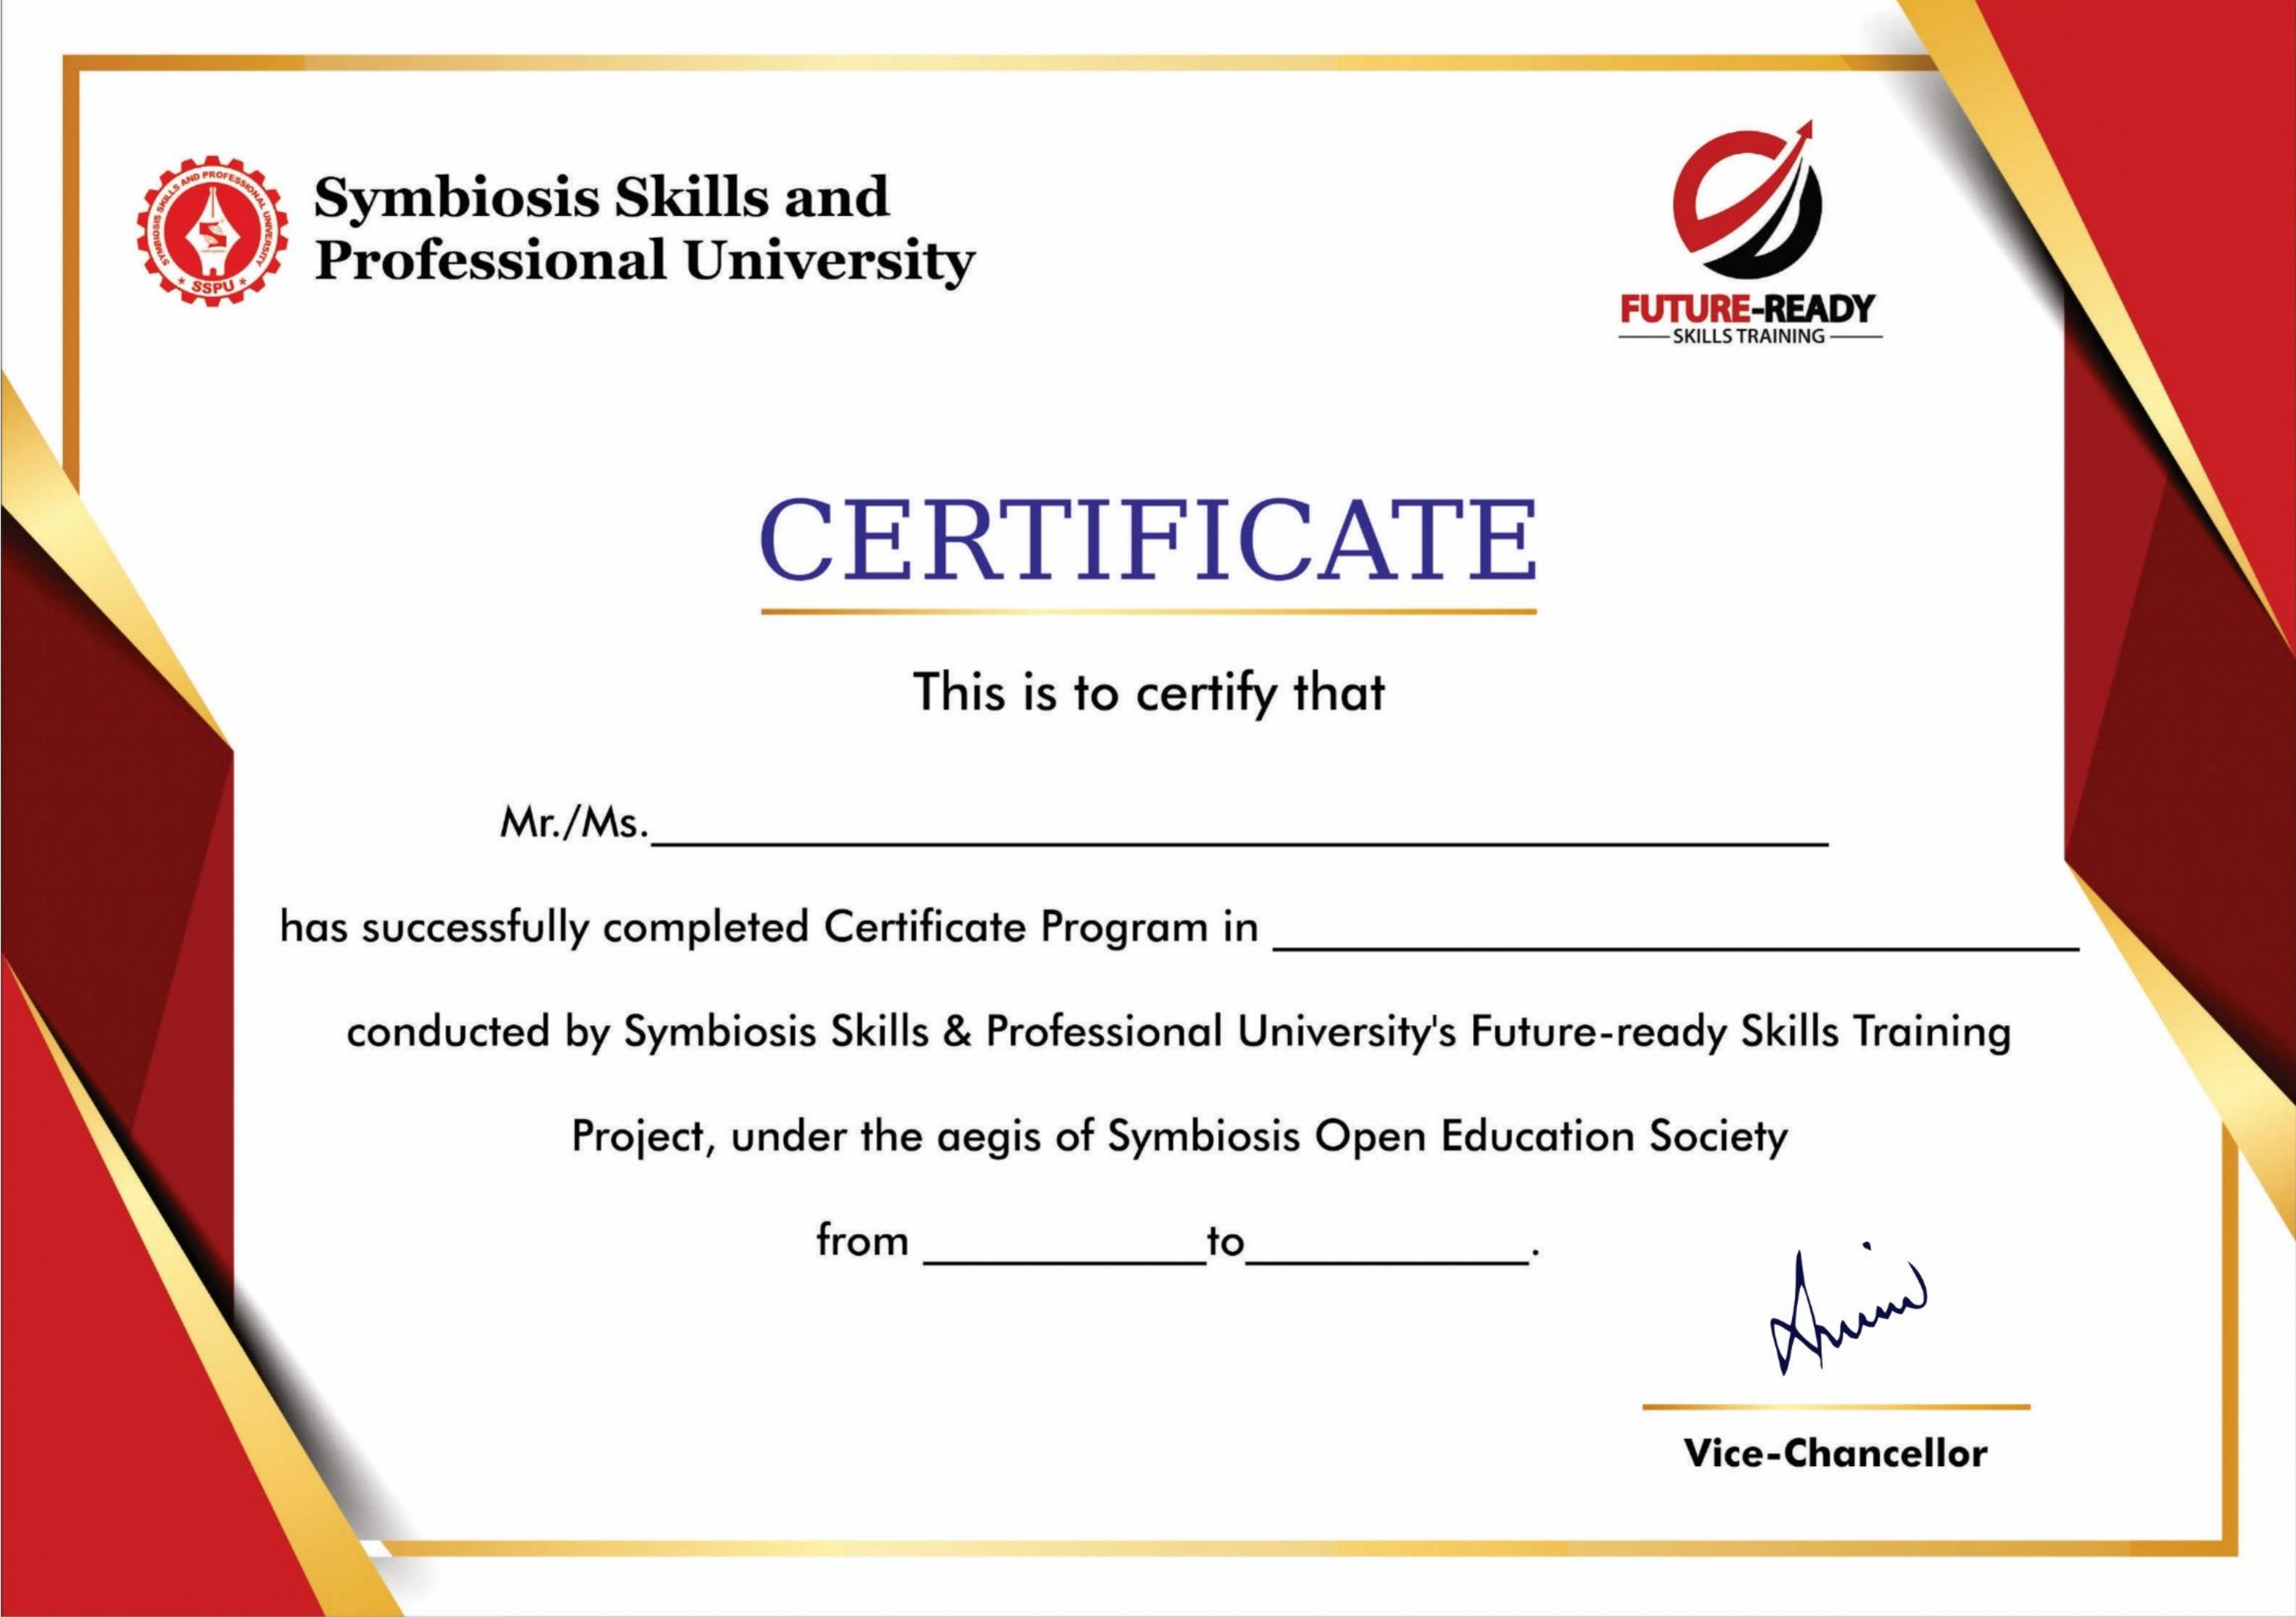 SYMBIOSIS SKILLS AND PROFESSIONAL UNIVERSITY
* SSPU *
Symbiosis Skills and
Professional University
FUTURE-READY
SKILLS TRAINING
CERTIFICATE
This is to certify that
Mr./Ms.
has successfully completed Certificate Program in
conducted by Symbiosis Skills & Professional University's Future-ready Skills Training
Project, under the aegis of Symbiosis Open Education Society
from to .
Vice-Chancellor